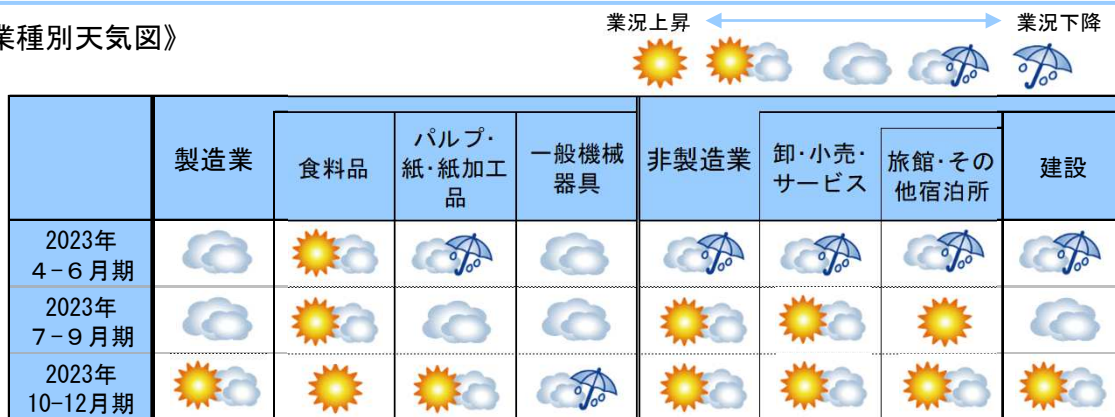 業種別天気図》
業況上昇
業況下降
製造業
食料品
パルプ・
紙・紙加工
品
一般機械
器具
非製造業
卸・小売・
サービス
旅館・その
他宿泊所
建設
2023年
4-6月期
2023年
7-9月期
2023年
10-12月期